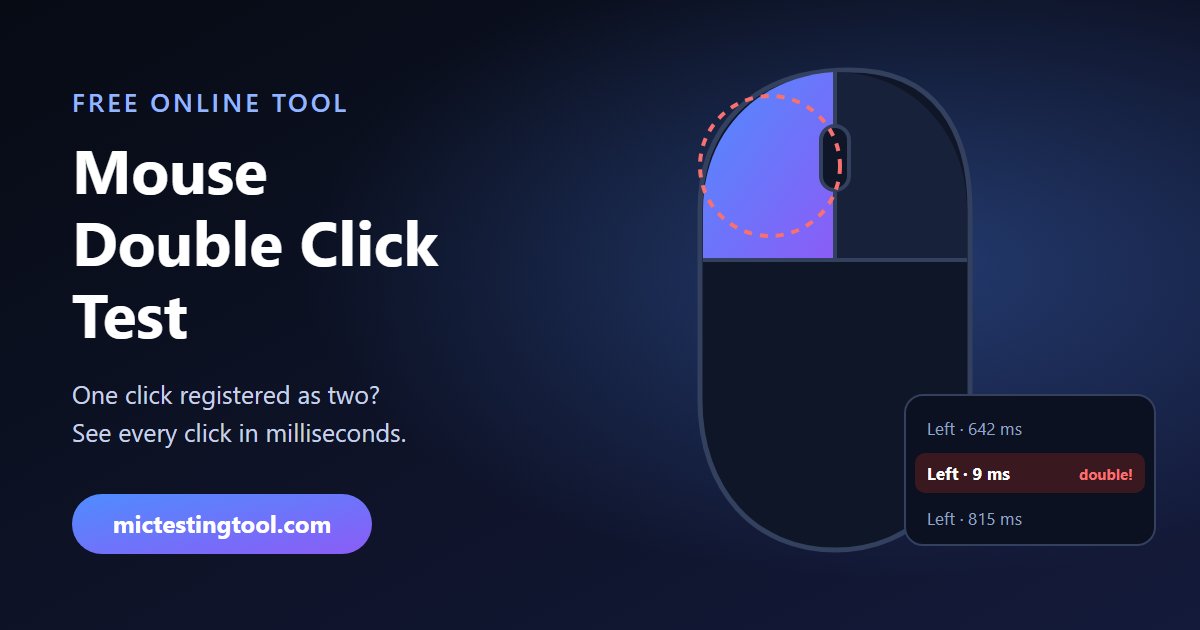 FREE ONLINE TOOL
Mouse
Double Click
Test
One click registered as two?
See every click in milliseconds.
mictestingtool.com
Left · 642 ms
Left · 9 ms double!
Left · 815 ms